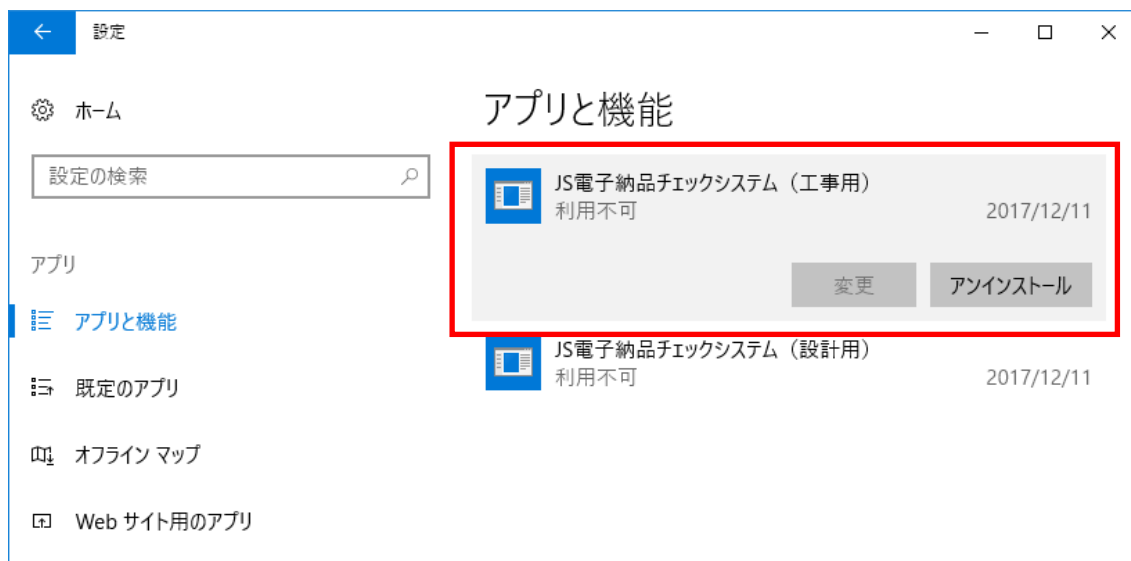 設定
ホーム
設定の検索
アプリ
アプリと機能
既定のアプリ
オフライン マップ
Web サイト用のアプリ
アプリと機能
JS電子納品チェックシステム（工事用）
利用不可 2017/12/11
変更 アンインストール
JS電子納品チェックシステム（設計用）
利用不可 2017/12/11